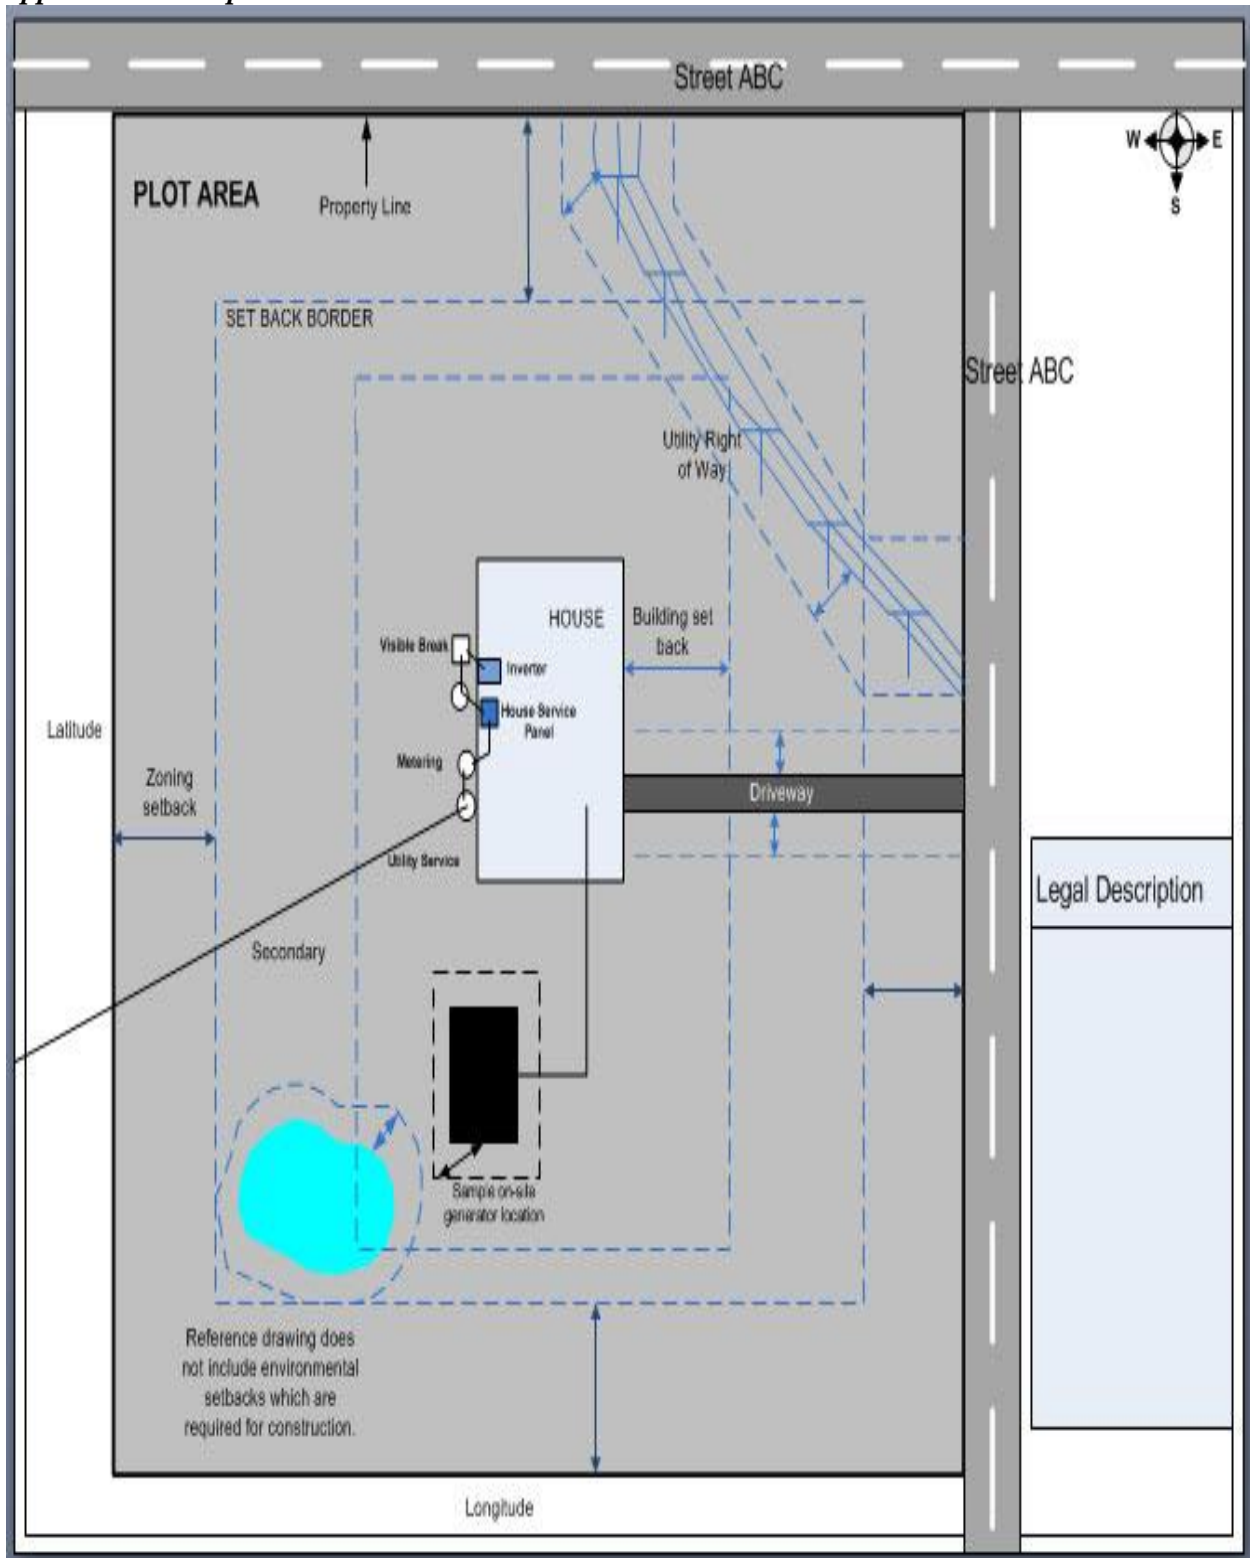 Street ABC
W E
S
PLOT AREA
Property Line
SET BACK BORDER
Street ABC
Utility Right
of Way
HOUSE
Building set
back
Visible Break
Inverter
House Service
Panel
Latitude
Metering
Zoning
setback
Driveway
Utility Service
Legal Description
Secondary
Sample on-site
generator location
Reference drawing does
not include environmental
setbacks which are
required for construction.
Longitude